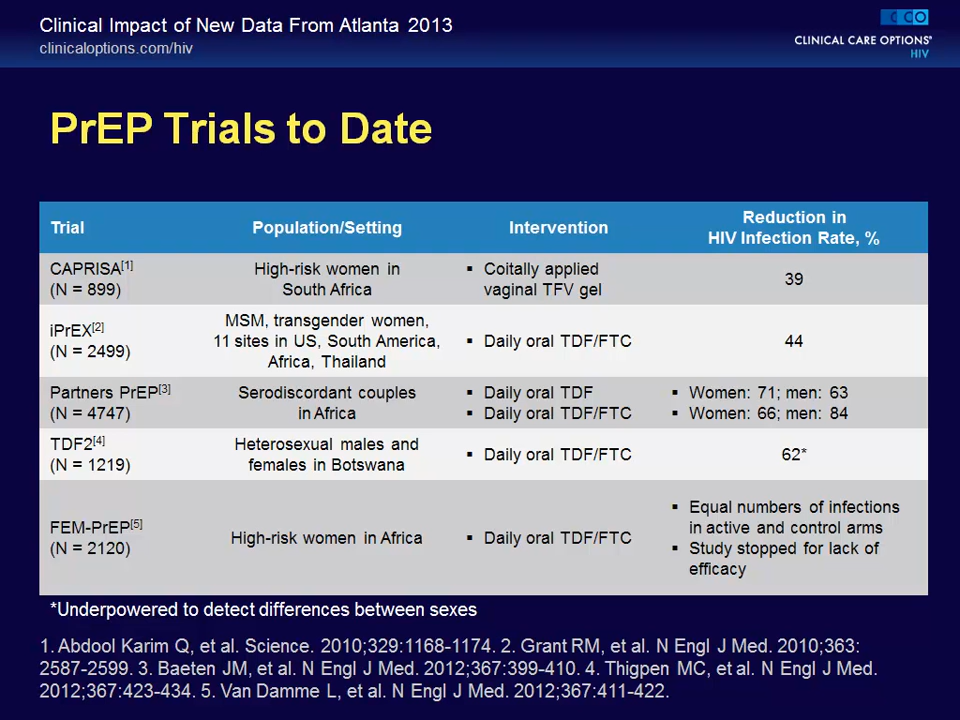 Clinical Impact of New Data From Atlanta 2013
clinicaloptions.com/hiv
CCO
CLINICAL CARE OPTIONS®
HIV
PrEP Trials to Date
Trial
Population/Setting
Intervention
Reduction in
HIV Infection Rate, %
CAPRISA[1]
(N = 899)
High-risk women in
South Africa
▪ Coitally applied
vaginal TFV gel
39
iPrEX[2]
(N = 2499)
MSM, transgender women,
11 sites in US, South America,
Africa, Thailand
▪ Daily oral TDF/FTC
44
Partners PrEP[3]
(N = 4747)
Serodiscordant couples
in Africa
▪ Daily oral TDF
▪ Daily oral TDF/FTC
▪ Women: 71; men: 63
▪ Women: 66; men: 84
TDF2[4]
(N = 1219)
Heterosexual males and
females in Botswana
▪ Daily oral TDF/FTC
62*
FEM-PrEP[5]
(N = 2120)
High-risk women in Africa
▪ Daily oral TDF/FTC
▪ Equal numbers of infections
in active and control arms
▪ Study stopped for lack of
efficacy
*Underpowered to detect differences between sexes
1. Abdool Karim Q, et al. Science. 2010;329:1168-1174. 2. Grant RM, et al. N Engl J Med. 2010;363:
2587-2599. 3. Baeten JM, et al. N Engl J Med. 2012;367:399-410. 4. Thigpen MC, et al. N Engl J Med.
2012;367:423-434. 5. Van Damme L, et al. N Engl J Med. 2012;367:411-422.